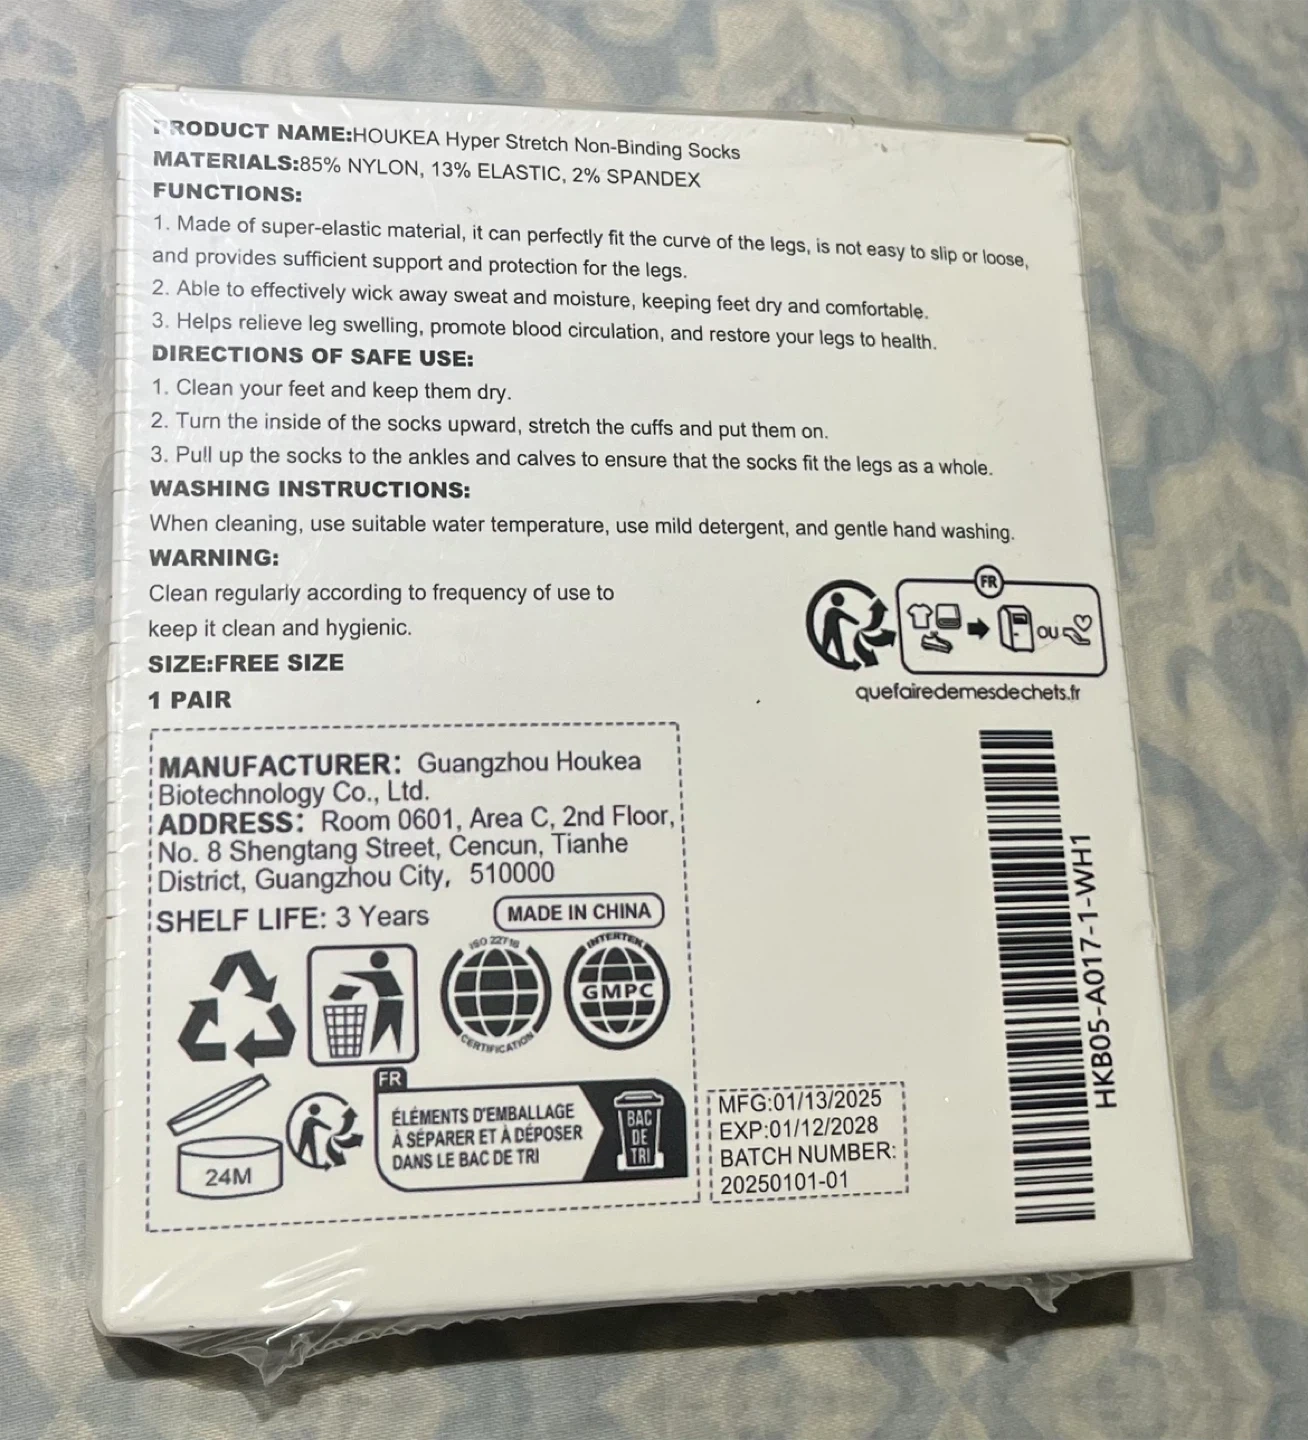 PRODUCT NAME:HOUKEA Hyper Stretch Non-Binding Socks
MATERIALS:85% NYLON, 13% ELASTIC, 2% SPANDEX
FUNCTIONS:
1. Made of super-elastic material, it can perfectly fit the curve of the legs, is not easy to slip or loose,
and provides sufficient support and protection for the legs.
2. Able to effectively wick away sweat and moisture, keeping feet dry and comfortable.
3. Helps relieve leg swelling, promote blood circulation, and restore your legs to health.
DIRECTIONS OF SAFE USE:
1. Clean your feet and keep them dry.
2. Turn the inside of the socks upward, stretch the cuffs and put them on.
3. Pull up the socks to the ankles and calves to ensure that the socks fit the legs as a whole.
WASHING INSTRUCTIONS:
When cleaning, use suitable water temperature, use mild detergent, and gentle hand washing.
WARNING:
Clean regularly according to frequency of use to
keep it clean and hygienic.
SIZE:FREE SIZE
1 PAIR
FR
OU
quefairedemesdechets.fr
MANUFACTURER: Guangzhou Houkea
Biotechnology Co., Ltd.
ADDRESS: Room 0601, Area C, 2nd Floor,
No. 8 Shengtang Street, Cencun, Tianhe
District, Guangzhou City, 510000
SHELF LIFE: 3 Years
MADE IN CHINA
ISO 22716
CERTIFICATION
INTERTEK
GMPC
24M
FR
ÉLÉMENTS D'EMBALLAGE
À SÉPARER ET À DÉPOSER
DANS LE BAC DE TRI
BAC
DE
TRI
MFG:01/13/2025
EXP:01/12/2028
BATCH NUMBER:
20250101-01
HKB05-A017-1-WH1